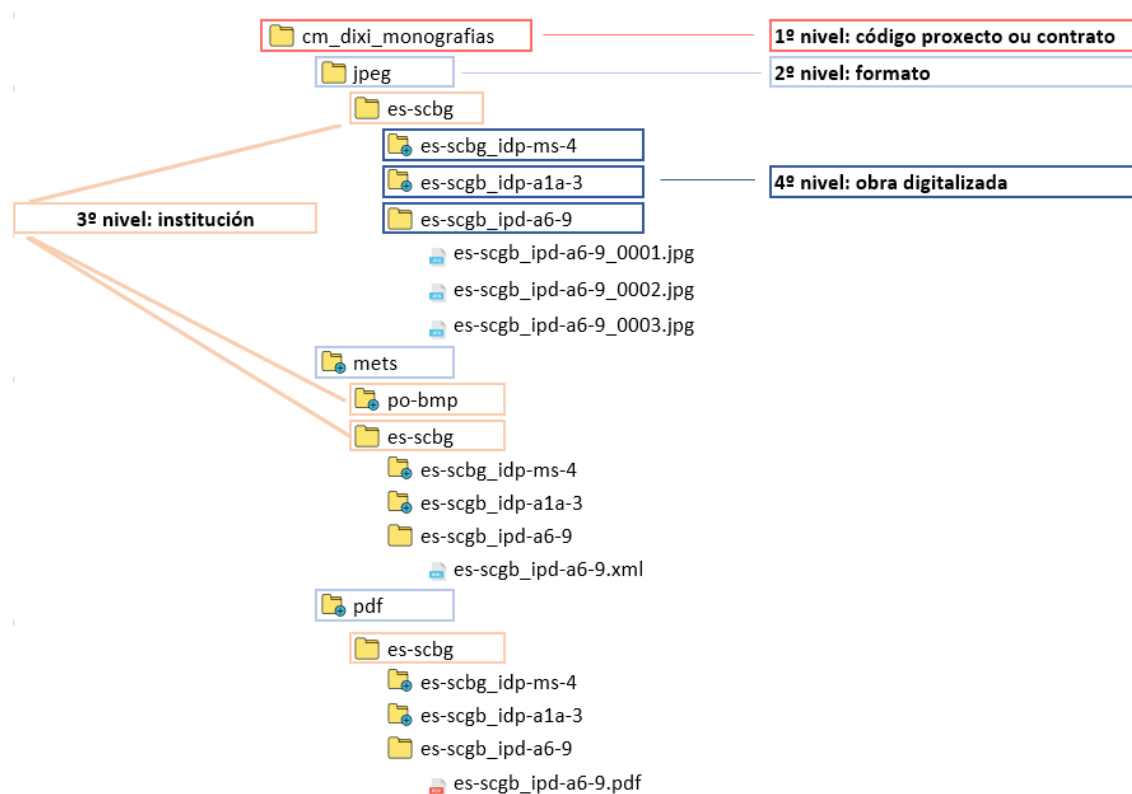 cm_dixi_monografias
1º nivel: código proxecto ou contrato
jpeg
2º nivel: formato
es-scbg
es-scbg_idp-ms-4
es-scgb_idp-a1a-3
4º nivel: obra digitalizada
3º nivel: institución
es-scgb_ipd-a6-9
es-scgb_ipd-a6-9_0001.jpg
es-scgb_ipd-a6-9_0002.jpg
es-scgb_ipd-a6-9_0003.jpg
mets
po-bmp
es-scbg
es-scbg_idp-ms-4
es-scgb_idp-a1a-3
es-scgb_ipd-a6-9
es-scgb_ipd-a6-9.xml
pdf
es-scbg
es-scbg_idp-ms-4
es-scgb_idp-a1a-3
es-scgb_ipd-a6-9
es-scgb_ipd-a6-9.pdf